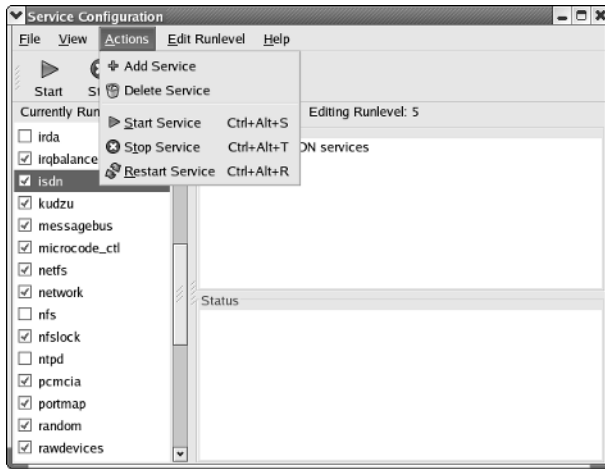 Service Configuration
File View Actions Edit Runlevel Help
Add Service
Delete Service
Start Service Ctrl+Alt+S
Stop Service Ctrl+Alt+T
Restart Service Ctrl+Alt+R
Start
Currently Run
Editing Runlevel: 5
services
irda
irqbalance
isdn
kudzu
messagebus
microcode_ctl
netfs
network
nfs
nfslock
ntpd
pcmcia
portmap
random
rawdevices
Status